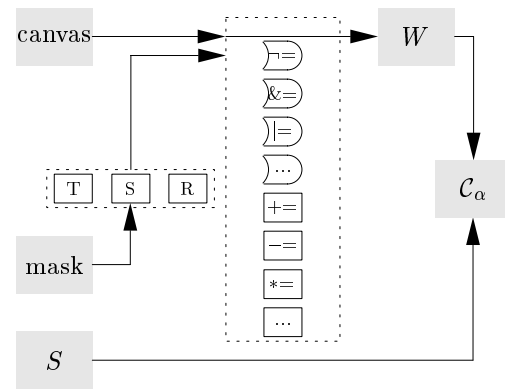 canvas
W
¬=
&=
|=
...
T S R
+=
−=
∗=
...
C_α
mask
S